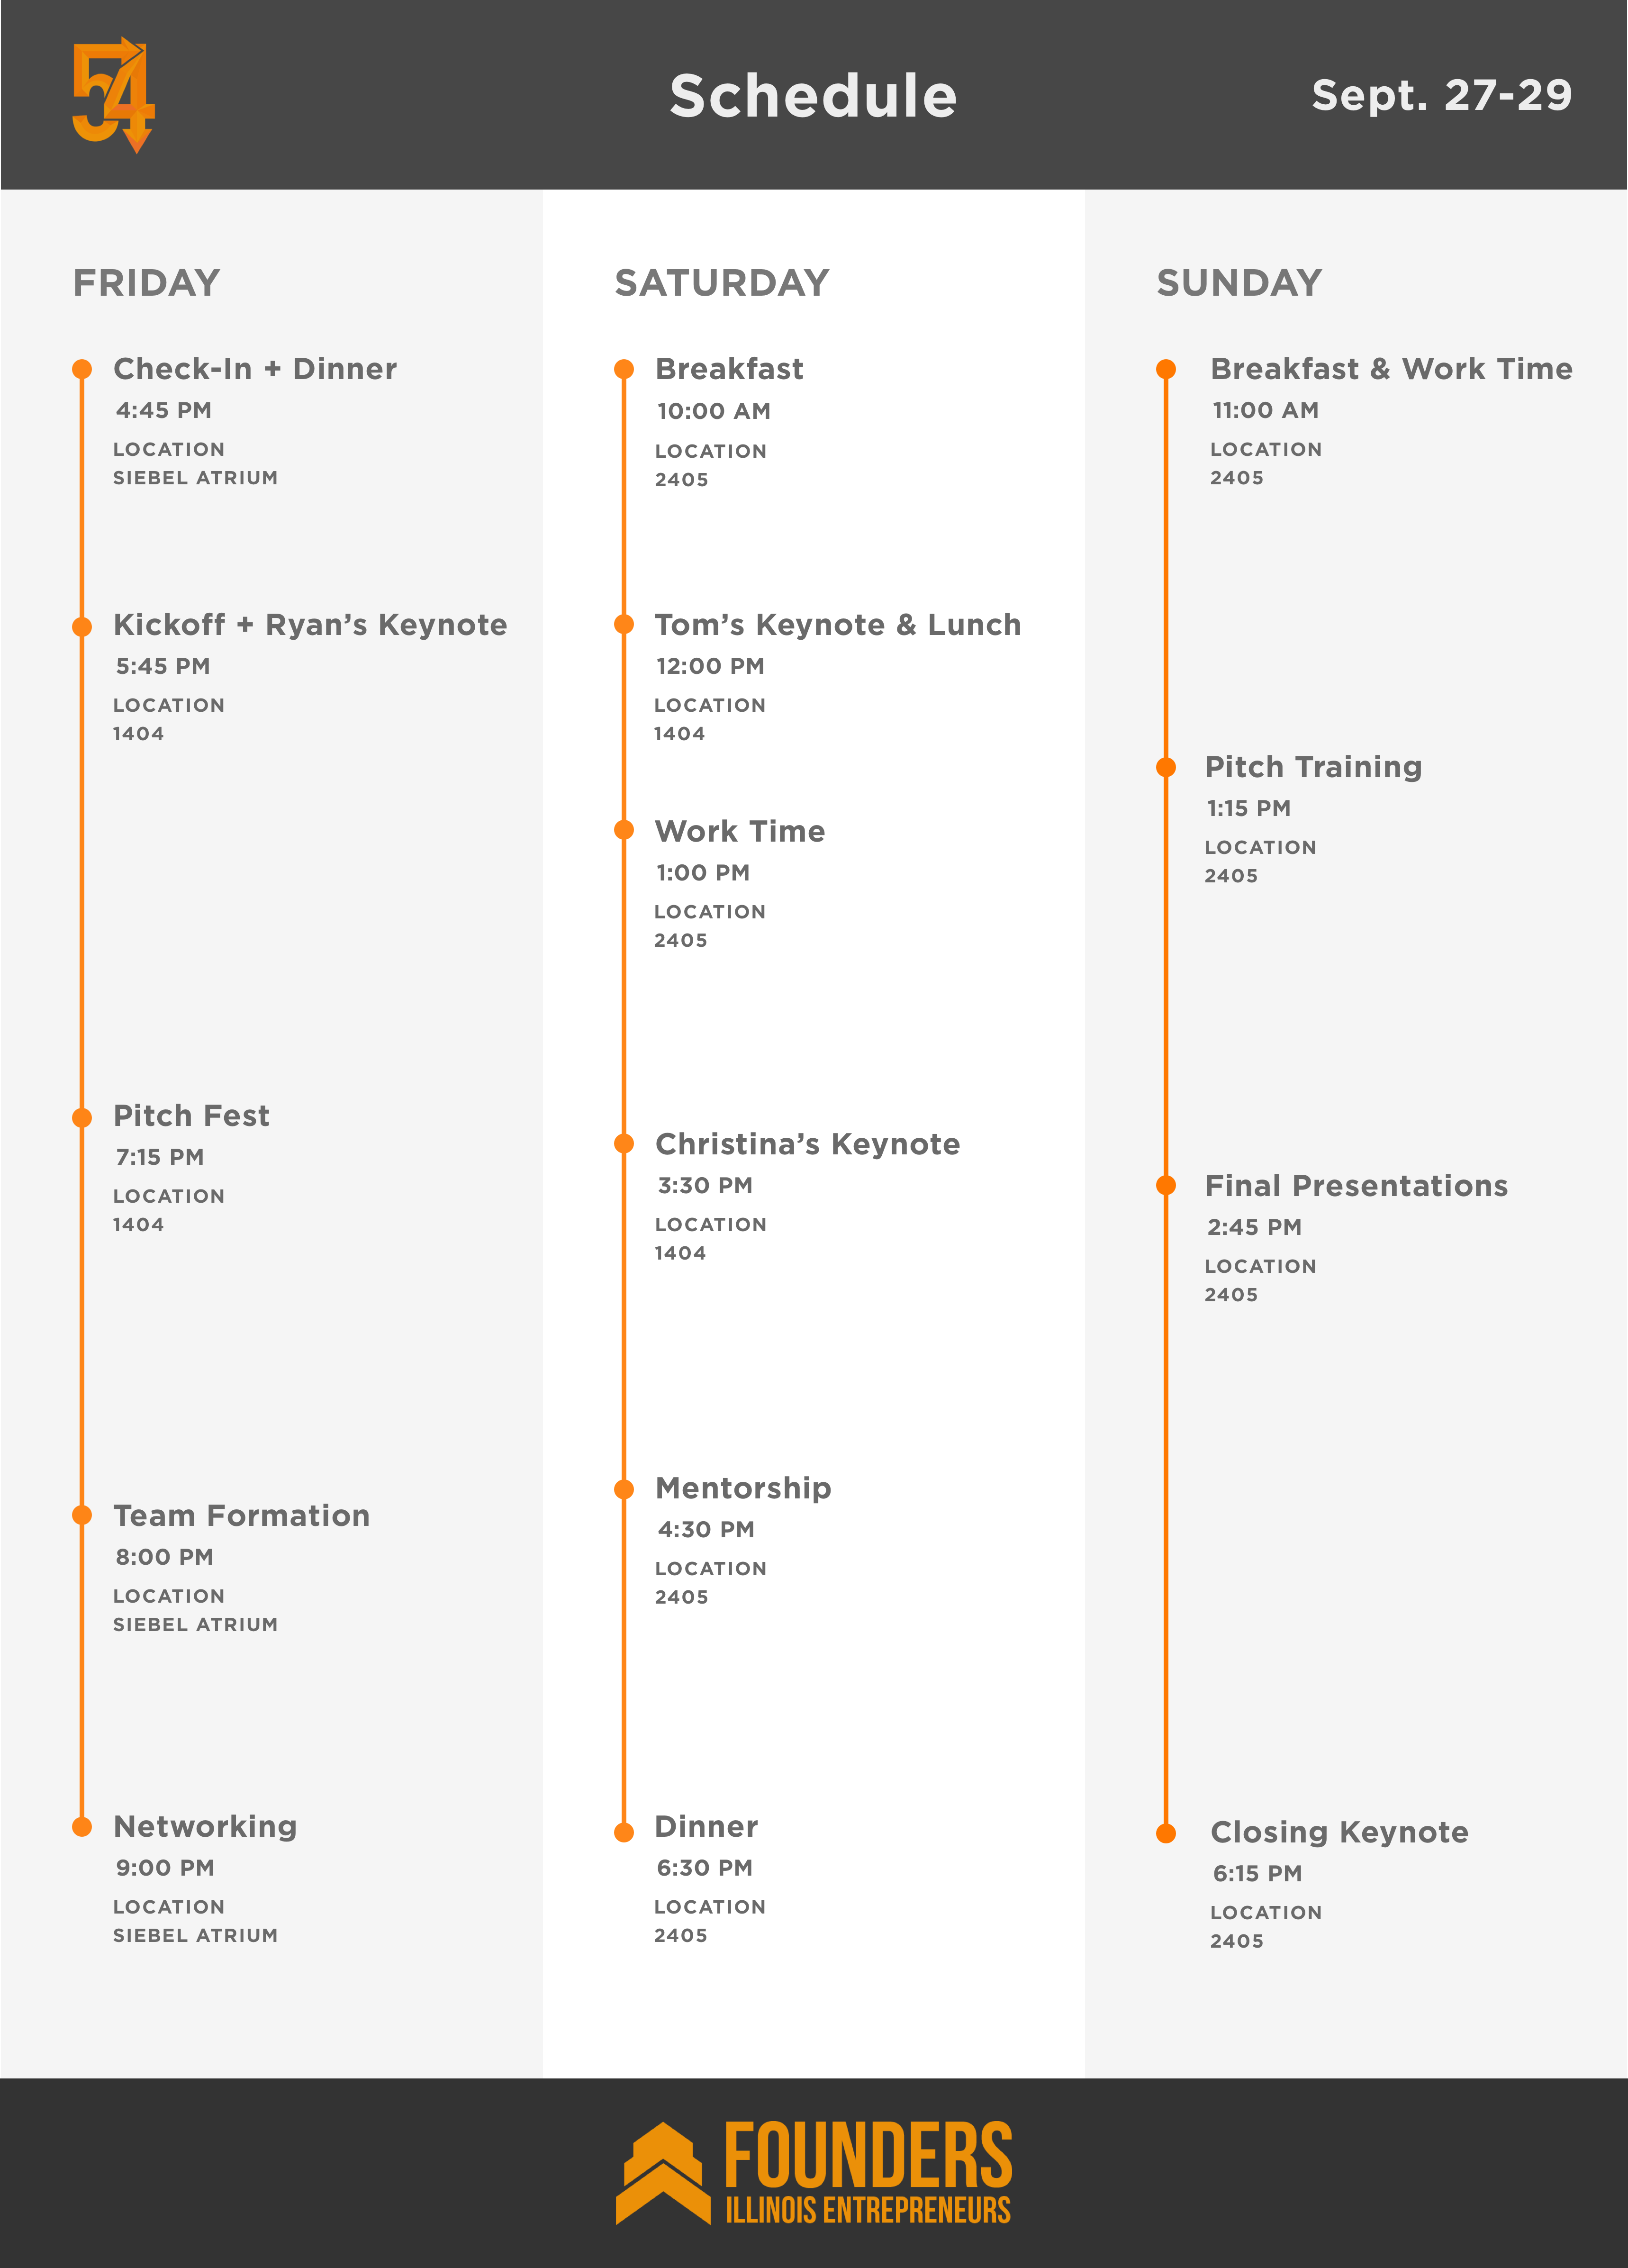 54
Schedule
Sept. 27-29
FRIDAY
Check-In + Dinner
4:45 PM
LOCATION
SIEBEL ATRIUM
Kickoff + Ryan’s Keynote
5:45 PM
LOCATION
1404
Pitch Fest
7:15 PM
LOCATION
1404
Team Formation
8:00 PM
LOCATION
SIEBEL ATRIUM
Networking
9:00 PM
LOCATION
SIEBEL ATRIUM
SATURDAY
Breakfast
10:00 AM
LOCATION
2405
Tom’s Keynote & Lunch
12:00 PM
LOCATION
1404
Work Time
1:00 PM
LOCATION
2405
Christina’s Keynote
3:30 PM
LOCATION
1404
Mentorship
4:30 PM
LOCATION
2405
Dinner
6:30 PM
LOCATION
2405
SUNDAY
Breakfast & Work Time
11:00 AM
LOCATION
2405
Pitch Training
1:15 PM
LOCATION
2405
Final Presentations
2:45 PM
LOCATION
2405
Closing Keynote
6:15 PM
LOCATION
2405
FOUNDERS
ILLINOIS ENTREPRENEURS